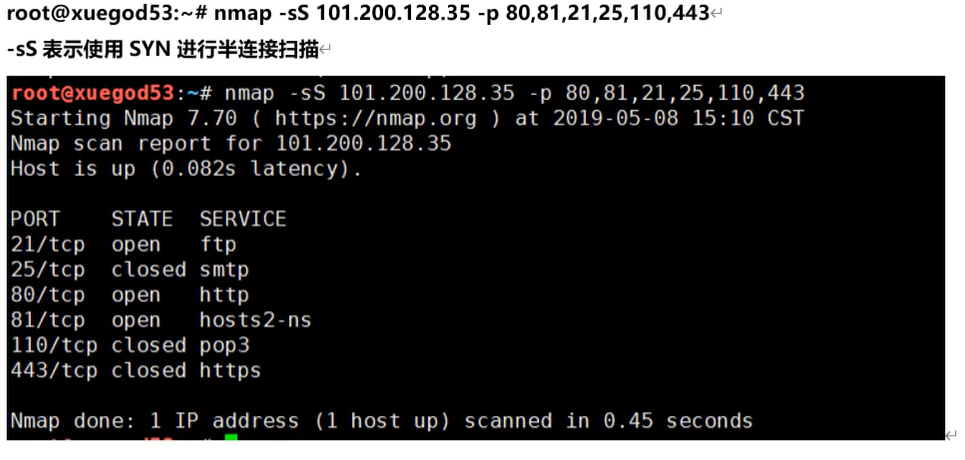 root@xuegod53:~# nmap -sS 101.200.128.35 -p 80,81,21,25,110,443
-sS 表示使用 SYN 进行半连接扫描
root@xuegod53:~# nmap -sS 101.200.128.35 -p 80,81,21,25,110,443
Starting Nmap 7.70 ( https://nmap.org ) at 2019-05-08 15:10 CST
Nmap scan report for 101.200.128.35
Host is up (0.082s latency).
PORT STATE SERVICE
21/tcp open ftp
25/tcp closed smtp
80/tcp open http
81/tcp open hosts2-ns
110/tcp closed pop3
443/tcp closed https
Nmap done: 1 IP address (1 host up) scanned in 0.45 seconds